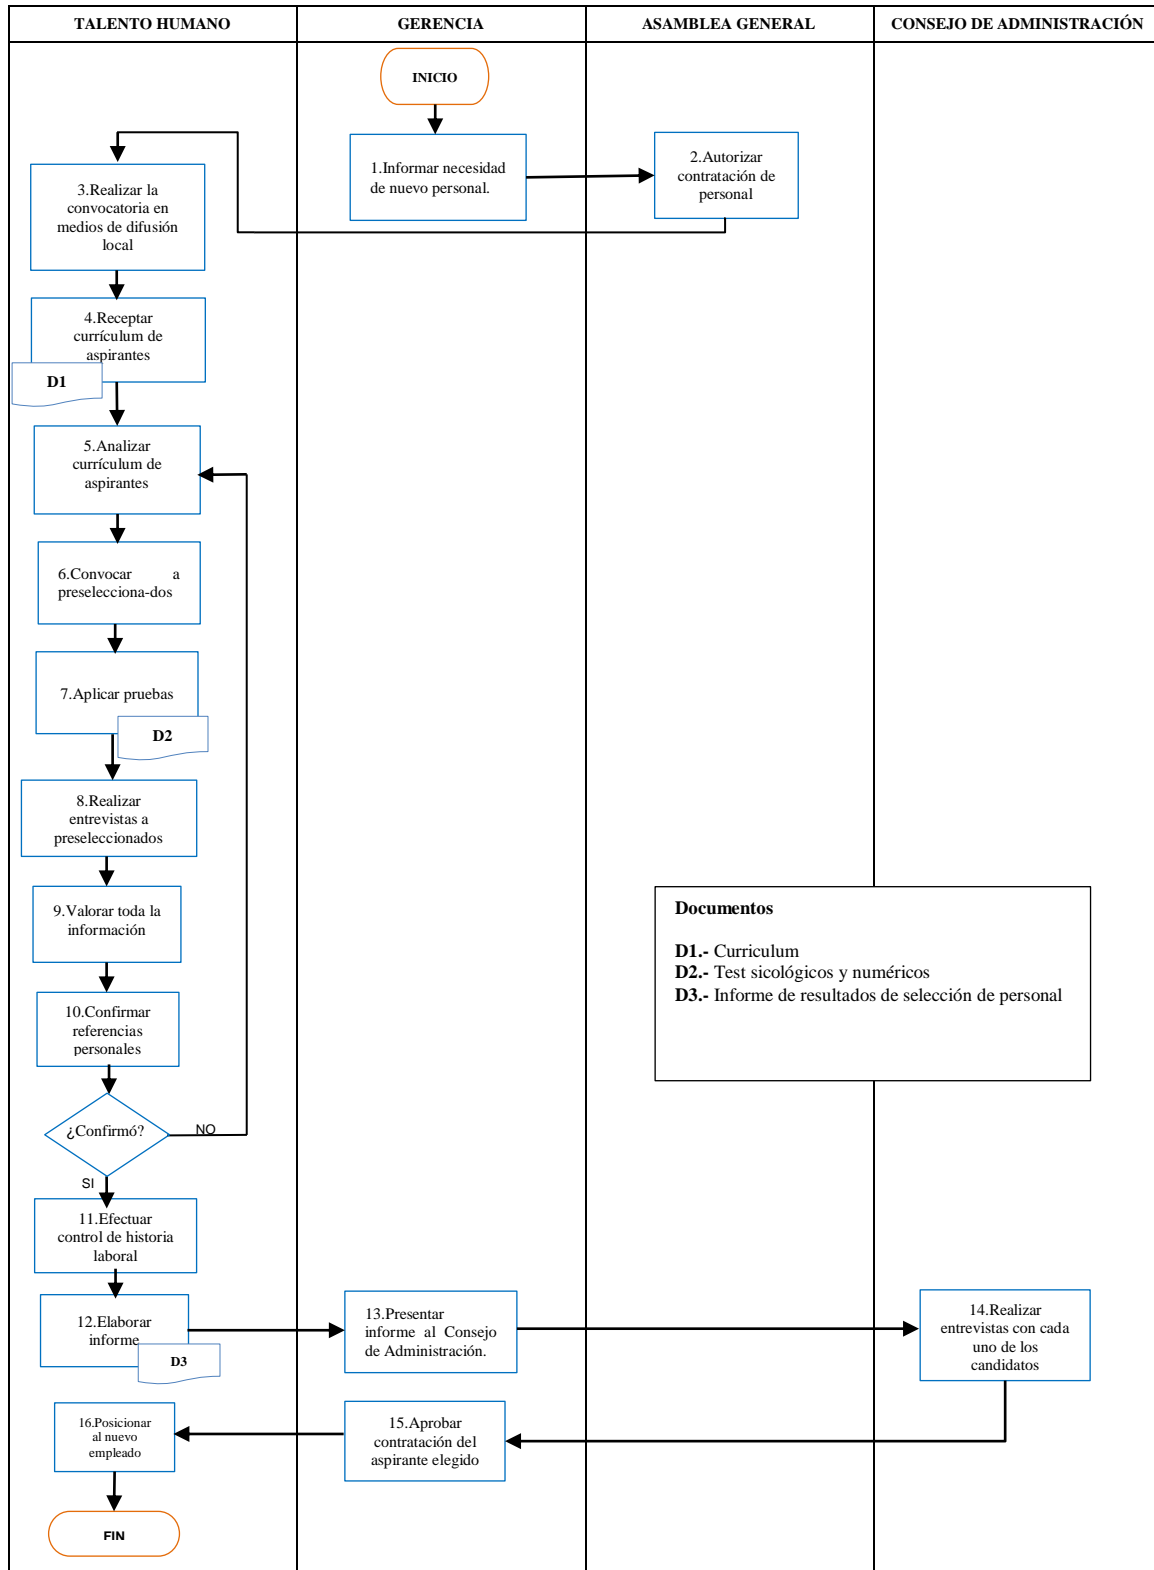 TALENTO HUMANO
GERENCIA
ASAMBLEA GENERAL
CONSEJO DE ADMINISTRACIÓN
INICIO
1.Informar necesidad
de nuevo personal.
2.Autorizar
contratación de
personal
3.Realizar la
convocatoria en
medios de difusión
local
4.Receptar
currículum de
aspirantes
D1
5.Analizar
currículum de
aspirantes
6.Convocar a
preselecciona-dos
7.Aplicar pruebas
D2
8.Realizar
entrevistas a
preseleccionados
9.Valorar toda la
información
Documentos
D1.- Curriculum
D2.- Test sicológicos y numéricos
D3.- Informe de resultados de selección de personal
10.Confirmar
referencias
personales
¿Confirmó?
NO
SI
11.Efectuar
control de historia
laboral
12.Elaborar
informe
D3
13.Presentar
informe al Consejo
de Administración.
14.Realizar
entrevistas con cada
uno de los
candidatos
15.Aprobar
contratación del
aspirante elegido
16.Posicionar
al nuevo
empleado
FIN